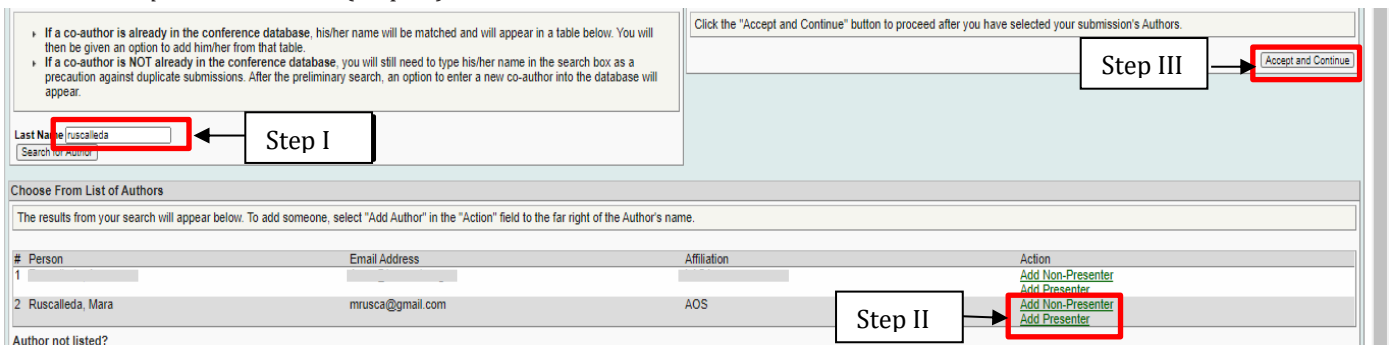 If a co-author is already in the conference database, his/her name will be matched and will appear in a table below. You will
then be given an option to add him/her from that table.
If a co-author is NOT already in the conference database, you will still need to type his/her name in the search box as a
precaution against duplicate submissions. After the preliminary search, an option to enter a new co-author into the database will
appear.
Click the "Accept and Continue" button to proceed after you have selected your submission's Authors.
Step III
Accept and Continue
Last Name ruscalleda
Step I
Search for Author
Choose From List of Authors
The results from your search will appear below. To add someone, select "Add Author" in the "Action" field to the far right of the Author's name.
# Person Email Address Affiliation Action
1 Add Non-Presenter
Add Presenter
2 Ruscalleda, Mara mrusca@gmail.com AOS Add Non-Presenter
Add Presenter
Step II
Author not listed?